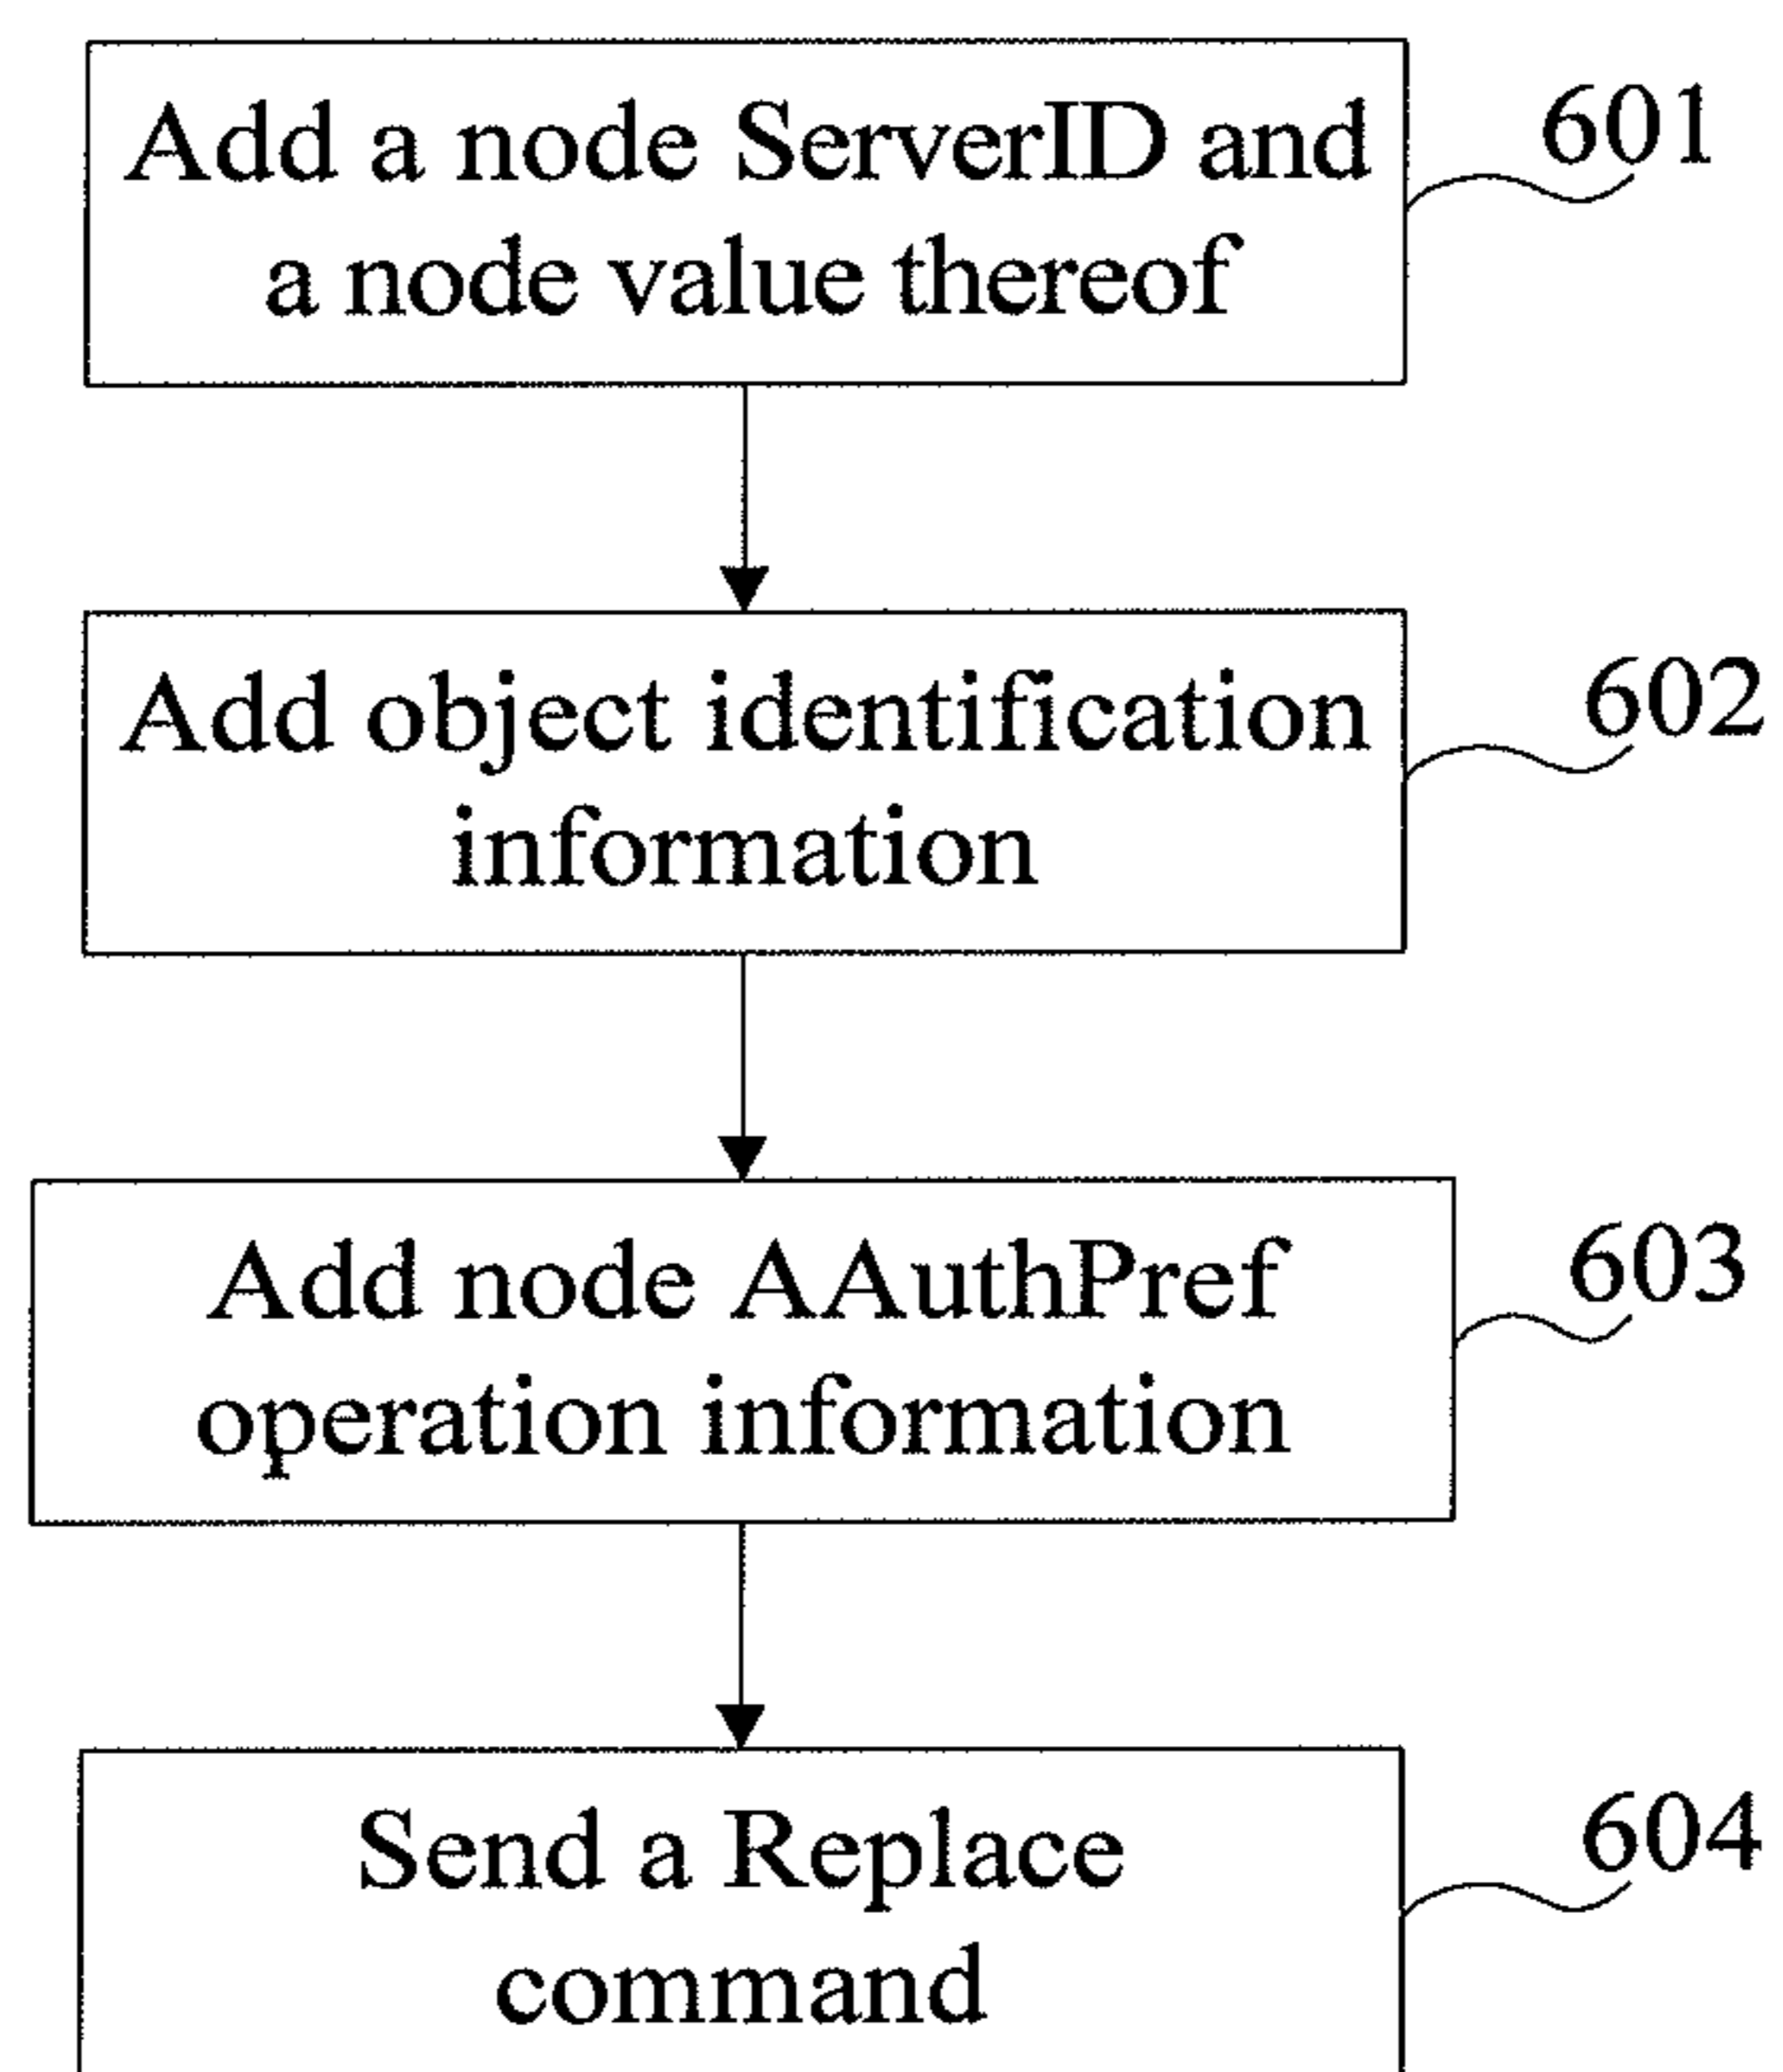 Add a node ServerID and
a node value thereof
601
Add object identification
information
602
Add node AAuthPref
operation information
603
Send a Replace
command
604